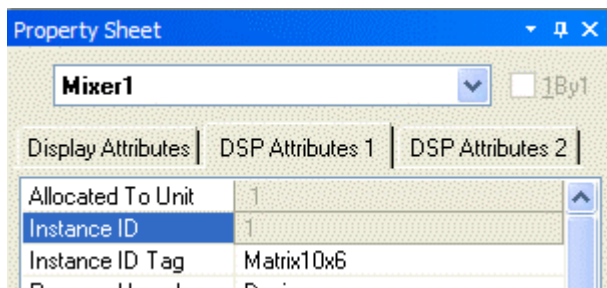 Property Sheet
Mixer1
1By1
Display Attributes DSP Attributes 1 DSP Attributes 2
Allocated To Unit 1
Instance ID 1
Instance ID Tag Matrix10x6